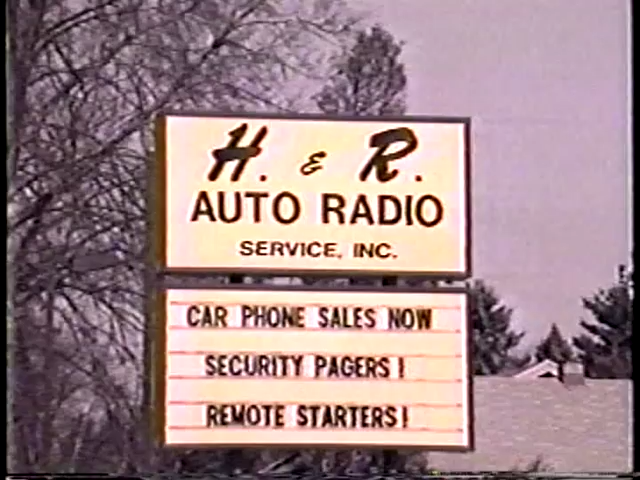 H. & R.
AUTO RADIO
SERVICE, INC.
CAR PHONE SALES NOW
SECURITY PAGERS!
REMOTE STARTERS!